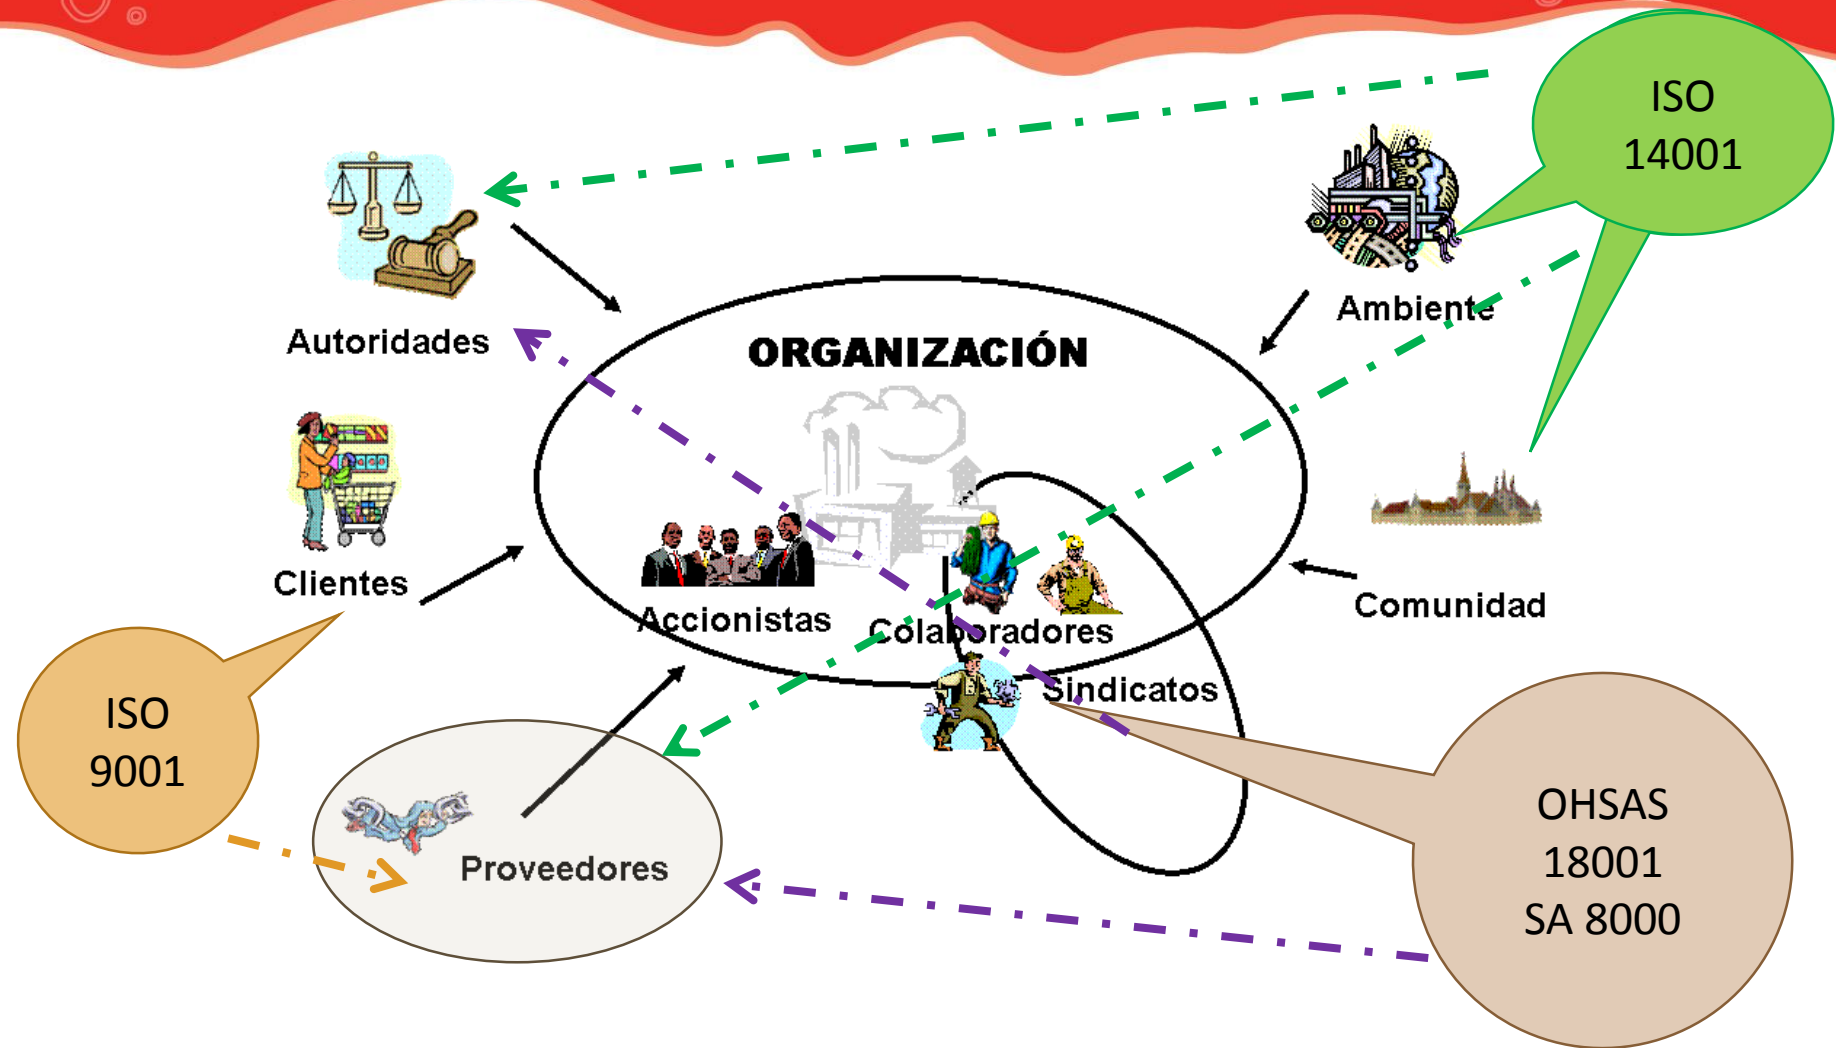 ISO
14001
Ambiente
Autoridades
ORGANIZACIÓN
Clientes
Accionistas
Colaboradores
Comunidad
Sindicatos
ISO
9001
Proveedores
OHSAS
18001
SA 8000